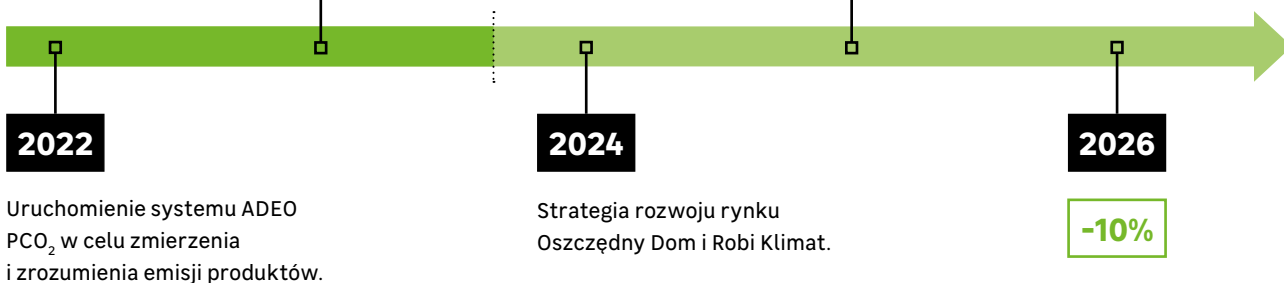 2022
Uruchomienie systemu ADEO
PCO₂ w celu zmierzenia
i zrozumienia emisji produktów.
2024
Strategia rozwoju rynku
Oszczędny Dom i Robi Klimat.
2026
-10%